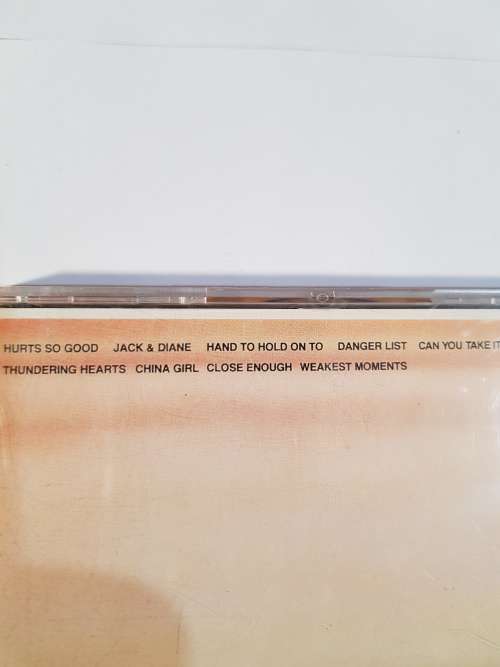 HURTS SO GOOD JACK & DIANE HAND TO HOLD ON TO DANGER LIST CAN YOU TAKE IT
THUNDERING HEARTS CHINA GIRL CLOSE ENOUGH WEAKEST MOMENTS